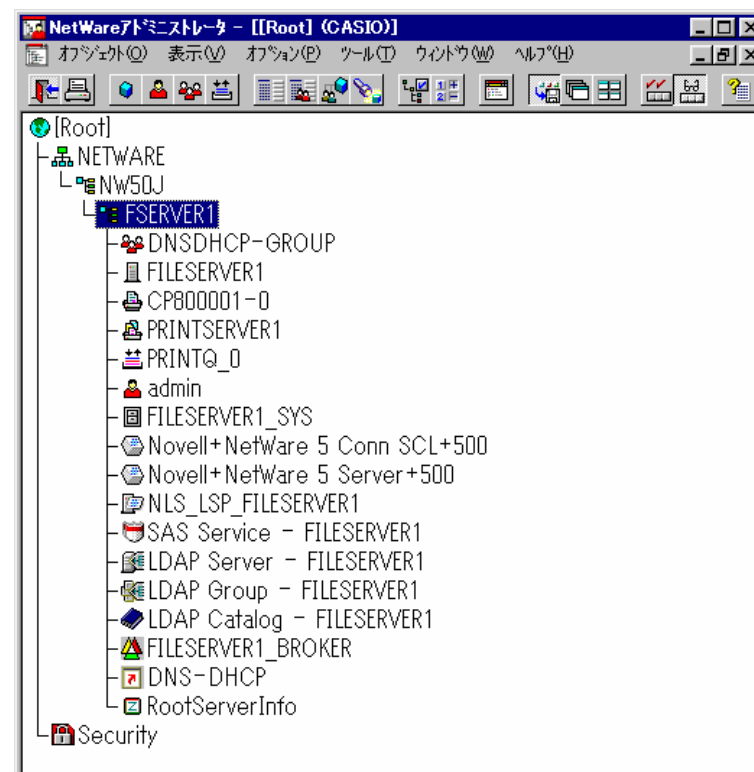 NetWareｱﾄﾞﾐﾆｽﾄﾚｰﾀ - [[Root] (CASIO)]
ｵﾌﾞｼﾞｪｸﾄ(O) 表示(V) ｵﾌﾟｼｮﾝ(P) ﾂｰﾙ(T) ｳｨﾝﾄﾞｳ(W) ﾍﾙﾌﾟ(H)
[Root]
NETWARE
NW50J
FSERVER1
DNSDHCP-GROUP
FILESERVER1
CP800001-0
PRINTSERVER1
PRINTQ_0
admin
FILESERVER1_SYS
Novell+NetWare 5 Conn SCL+500
Novell+NetWare 5 Server+500
NLS_LSP_FILESERVER1
SAS Service - FILESERVER1
LDAP Server - FILESERVER1
LDAP Group - FILESERVER1
LDAP Catalog - FILESERVER1
FILESERVER1_BROKER
DNS-DHCP
RootServerInfo
Security